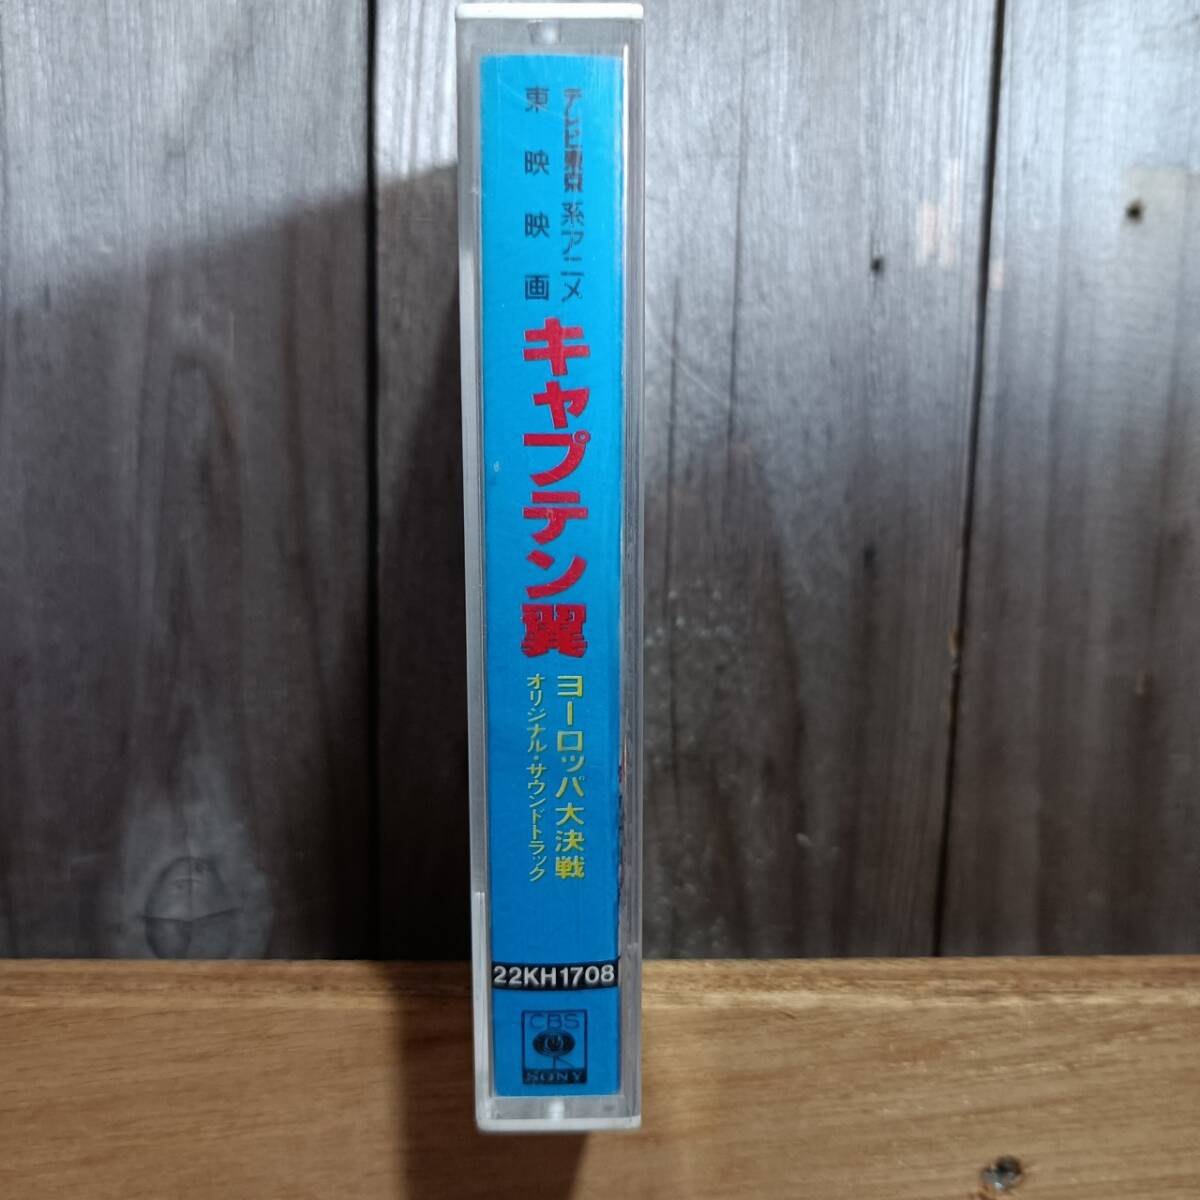 テレビ東京系アニメ
東映映画
キャプテン翼
ヨーロッパ大決戦
オリジナル・サウンドトラック
22KH1708
CBS
SONY